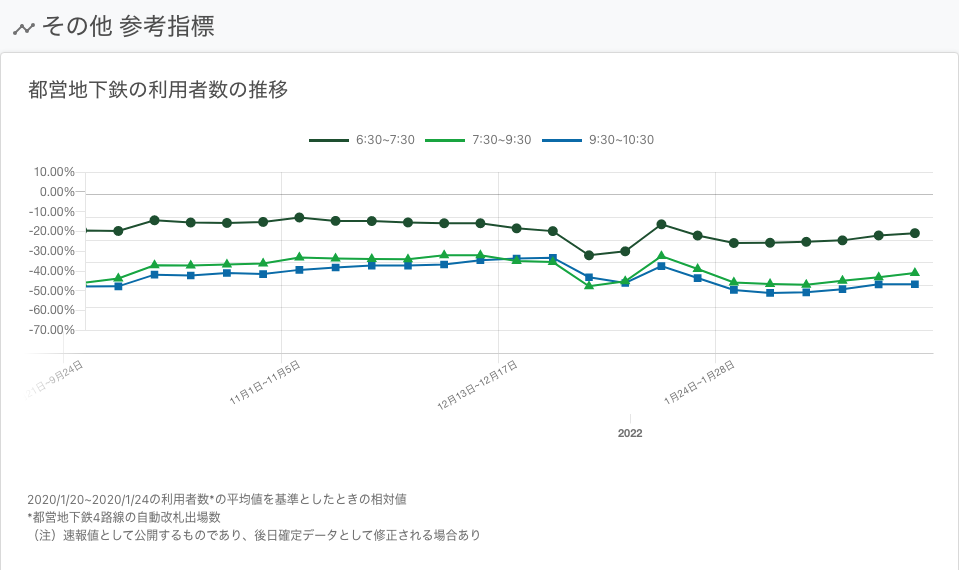 その他 参考指標
都営地下鉄の利用者数の推移
6:30~7:30 7:30~9:30 9:30~10:30
10.00%
0.00%
-10.00%
-20.00%
-30.00%
-40.00%
-50.00%
-60.00%
-70.00%
21日~9月24日
11月1日~11月5日
12月13日~12月17日
1月24日~1月28日
2022
2020/1/20~2020/1/24の利用者数*の平均値を基準としたときの相対値
*都営地下鉄4路線の自動改札出場数
（注）速報値として公開するものであり、後日確定データとして修正される場合あり